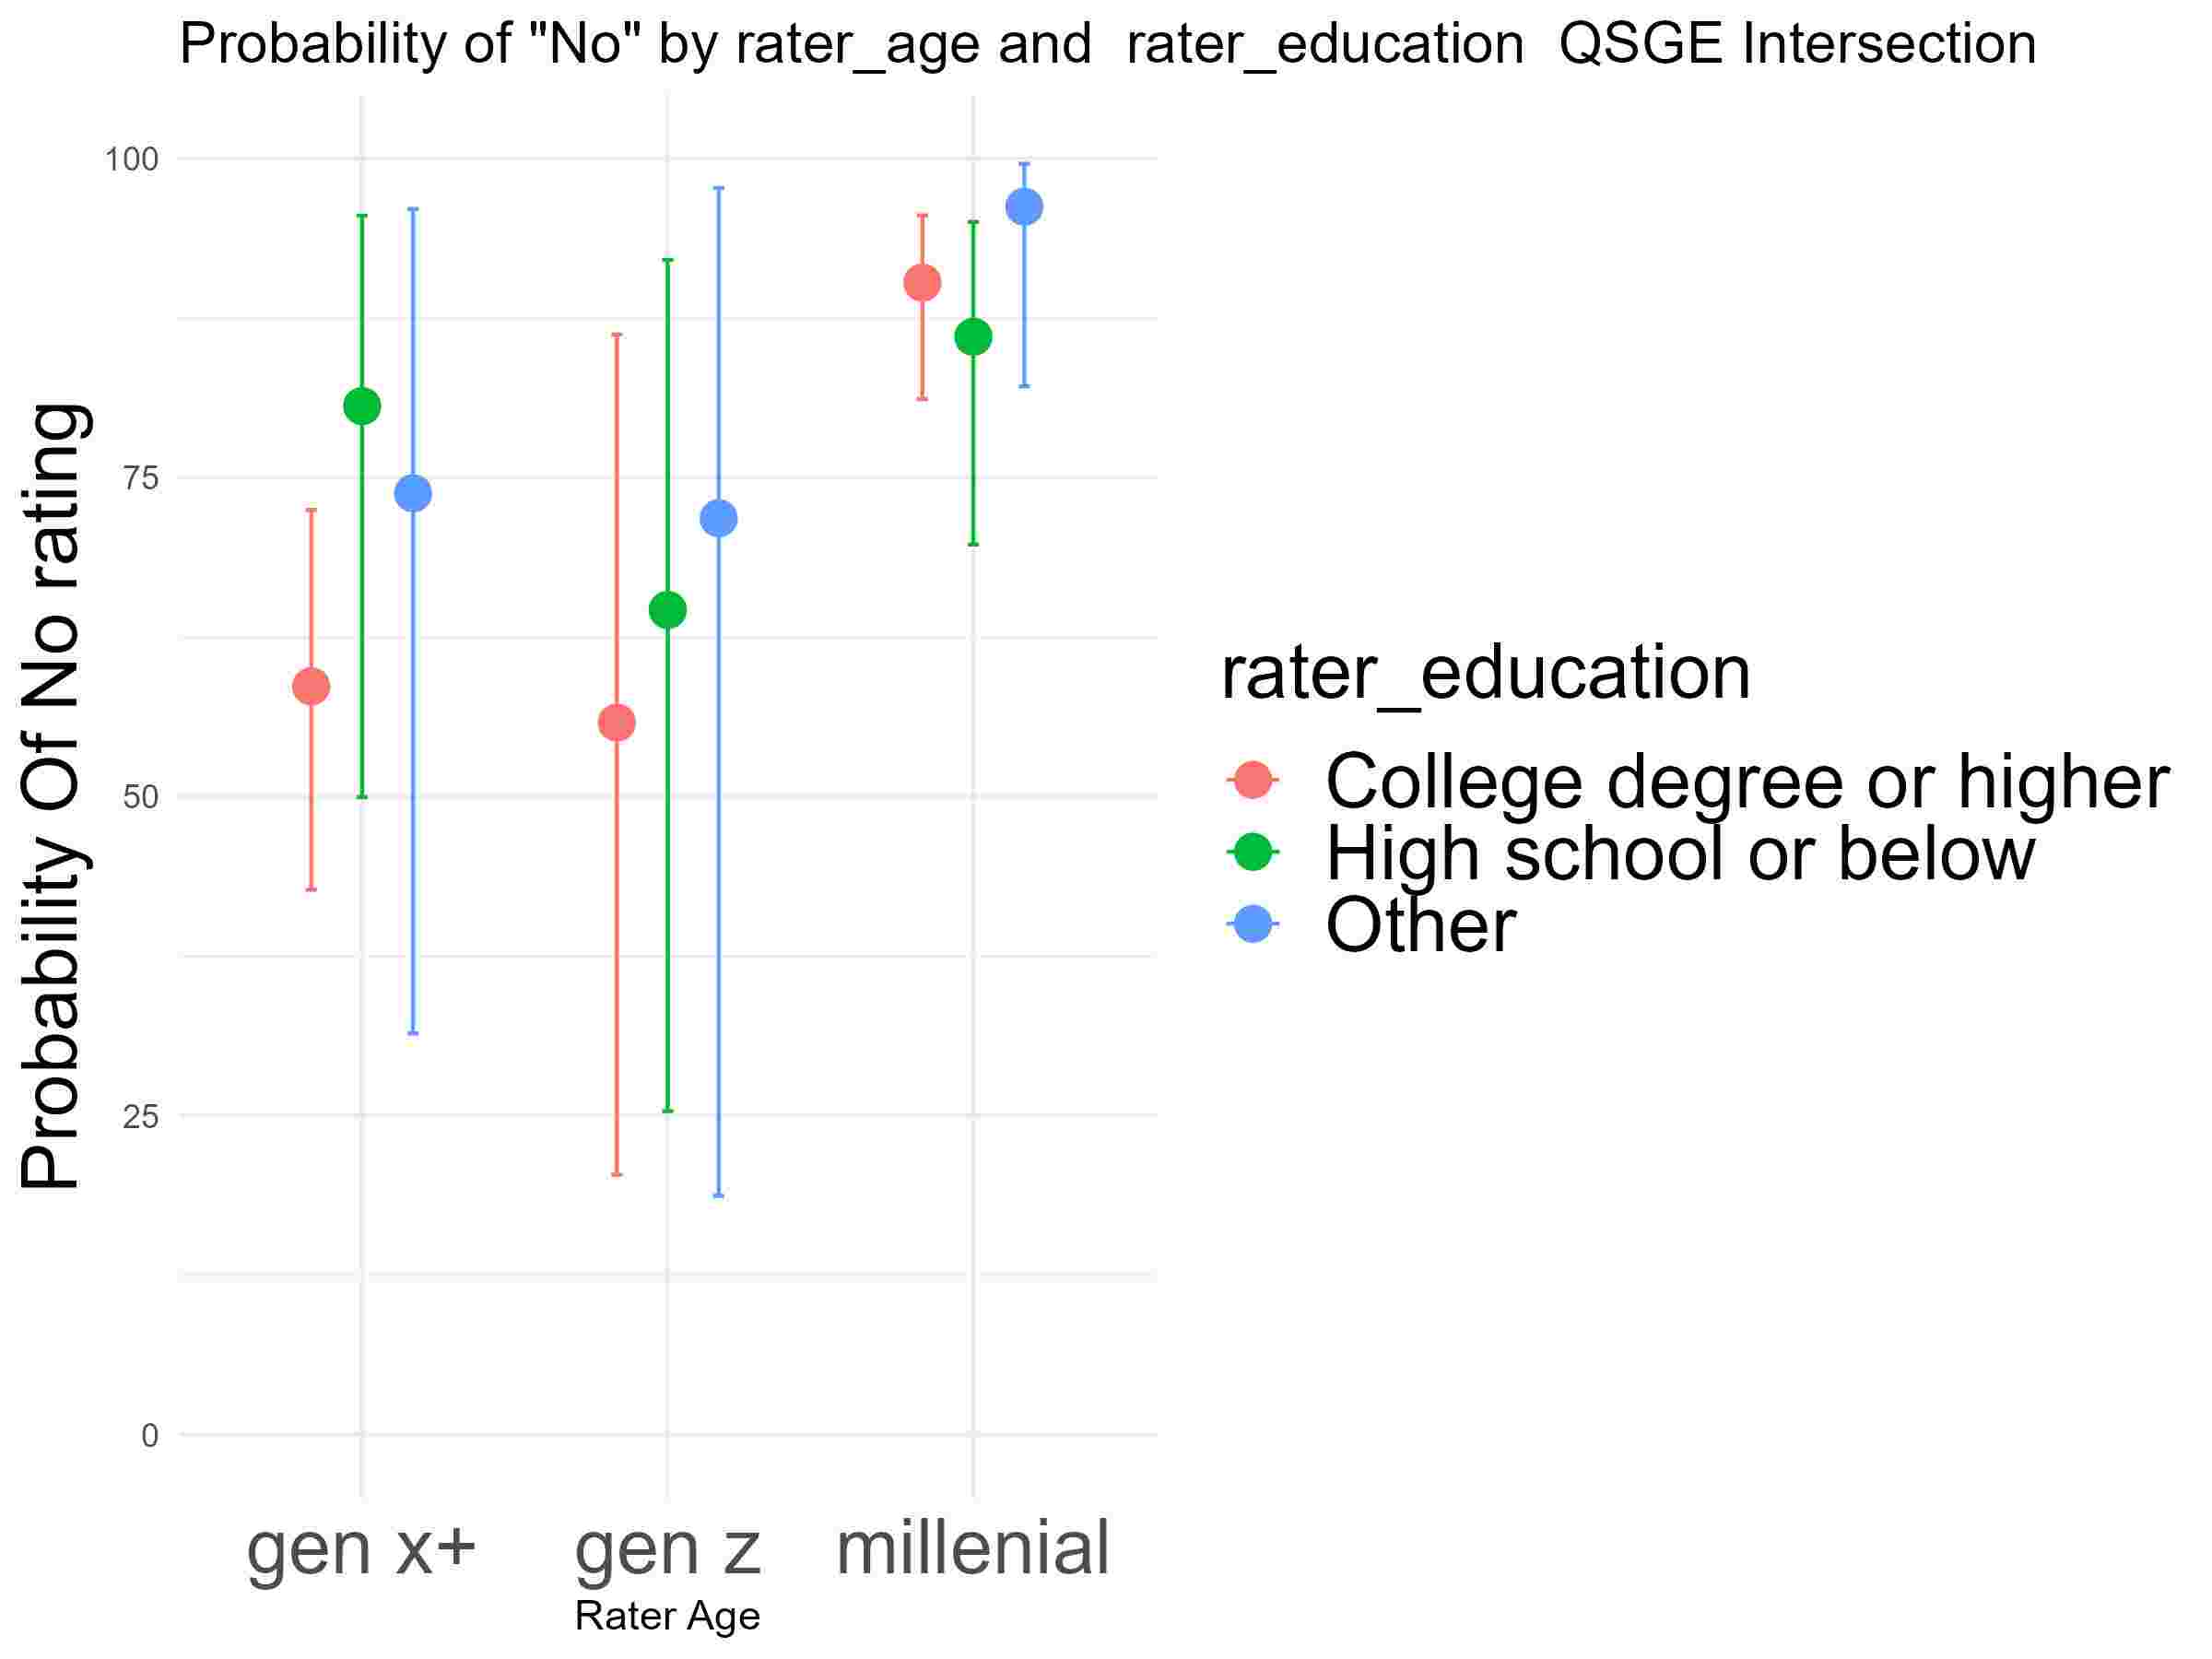 Probability of "No" by rater_age and  rater_education  QSGE Intersection
Probability Of No rating
100
75
50
25
0
gen x+
gen z
millenial
Rater Age
rater_education
College degree or higher
High school or below
Other